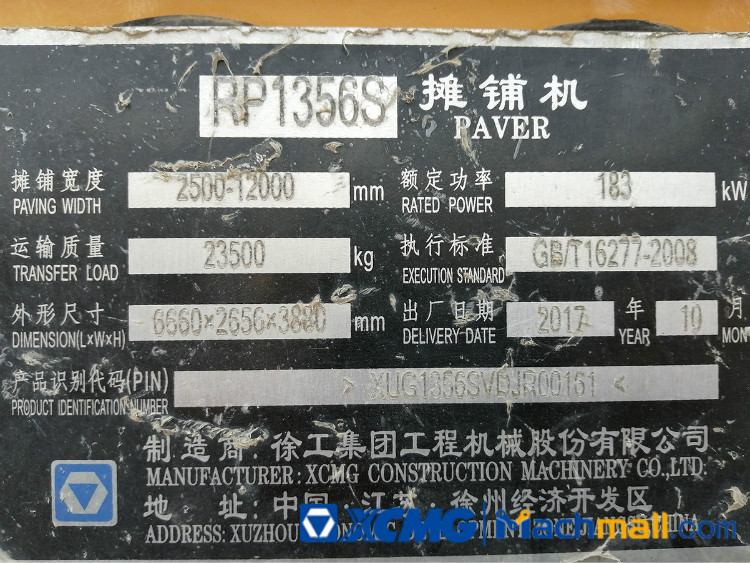 RP1356S 摊铺机
PAVER
摊铺宽度 2500-12000 mm 额定功率 183 kW
PAVING WIDTH RATED POWER
运输质量 23500 kg 执行标准 GB/T16277-2008
TRANSFER LOAD EXECUTION STANDARD
外形尺寸 6660×2656× mm 出厂日期 2017 年 10 月
DIMENSION(L×W×H) DELIVERY DATE YEAR MON
产品识别代码(PIN)
PRODUCT IDENTIFICATION NUMBER
制造商:徐工集团工程机械股份有限公司
MANUFACTURER:XCMG CONSTRUCTION MACHINERY CO.,LTD.
地 址:中国·江苏·徐州经济开发区
ADDRESS: XUZHOU
XCMG Machmall.com